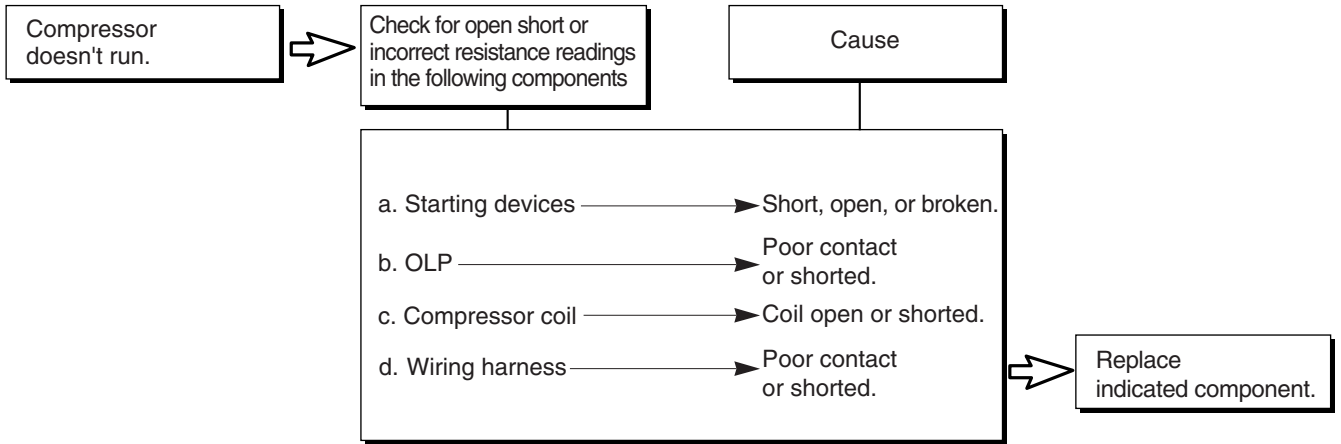 Compressor
doesn't run.
Check for open short or
incorrect resistance readings
in the following components
Cause
a. Starting devices
Short, open, or broken.
b. OLP
Poor contact
or shorted.
c. Compressor coil
Coil open or shorted.
d. Wiring harness
Poor contact
or shorted.
Replace
indicated component.